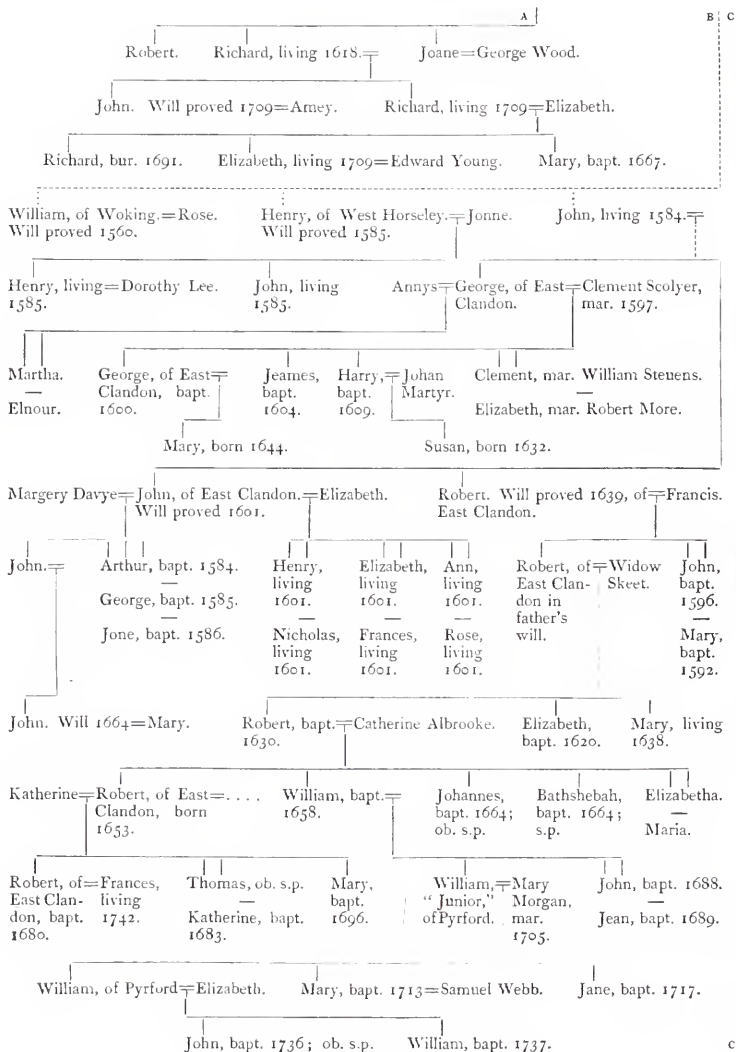 A B C
Robert. Richard, living 1618. Joane=George Wood.
John. Will proved 1709=Amey. Richard, living 1709=Elizabeth.
Richard, bur. 1691. Elizabeth, living 1709=Edward Young. Mary, bapt. 1667.
William, of Woking.=Rose. Henry, of West Horseley.=Jonne. John, living 1584.=
Will proved 1560. Will proved 1585.
Henry, living=Dorothy Lee. John, living Annys=George, of East=Clement Scolyer,
1585. 1585. Clandon. mar. 1597.
Martha. George, of East= Jeames, Harry,= Johan Clement, mar. William Steuens.
— Clandon, bapt. bapt. bapt. Martyr. —
Elnour. 1600. 1604. 1609. Elizabeth, mar. Robert More.
Mary, born 1644. Susan, born 1632.
Margery Davye=John, of East Clandon.=Elizabeth. Robert. Will proved 1639, of=Francis.
Will proved 1601. East Clandon.
John.= Arthur, bapt. 1584. Henry, Elizabeth, Ann, Robert, of=Widow John,
— living living living East Clan- Skeet. bapt.
George, bapt. 1585. 1601. 1601. 1601. don in 1596.
— — — — father's —
Jone, bapt. 1586. Nicholas, Frances, Rose, will. Mary,
living living living bapt.
1601. 1601. 1601. 1592.
John. Will 1664=Mary. Robert, bapt.=Catherine Albrooke. Elizabeth, Mary, living
1630. bapt. 1620. 1638.
Katherine=Robert, of East=.... William, bapt.= Johannes, Bathshebah, Elizabetha.
Clandon, born 1658. bapt. 1664; bapt. 1664; —
1653. ob. s.p. s.p. Maria.
Robert, of=Frances, Thomas, ob. s.p. Mary, William,=Mary John, bapt. 1688.
East Clan- living — bapt. "Junior," Morgan, —
don, bapt. 1742. Katherine, bapt. 1696. of Pyrford. mar. Jean, bapt. 1689.
1680. 1683. 1705.
William, of Pyrford=Elizabeth. Mary, bapt. 1713=Samuel Webb. Jane, bapt. 1717.
John, bapt. 1736; ob. s.p. William, bapt. 1737. C